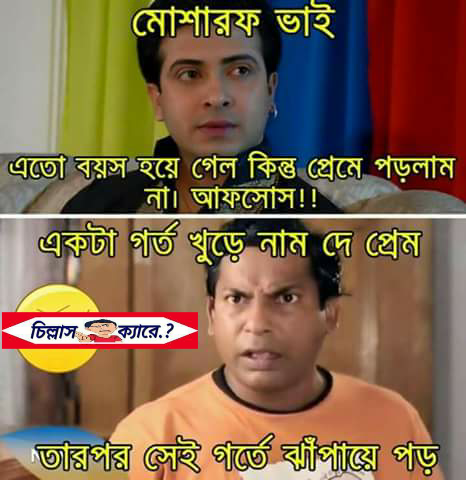 মোশারফ ভাই
এতো বয়স হয়ে গেল কিন্তু প্রেমে পড়লাম
না। আফসোস!!
একটা গর্ত খুড়ে নাম দে প্রেম
চিল্লাস ক্যারে.?
তারপর সেই গর্তে ঝাঁপায়ে পড়